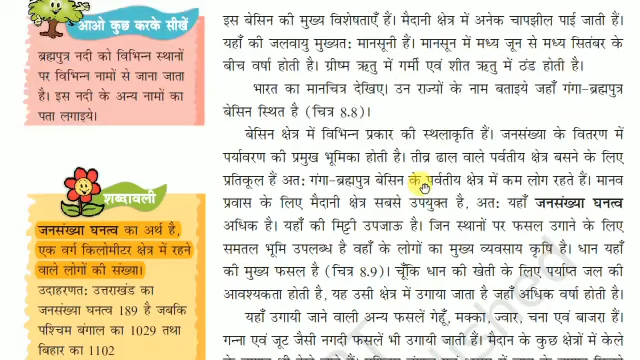 आओ कुछ करके सीखें
ब्रह्मपुत्र नदी को विभिन्न स्थानों
पर विभिन्न नामों से जाना जाता
है। इस नदी के अन्य नामों का
पता लगाइये।
शब्दावली
जनसंख्या घनत्व का अर्थ है,
एक वर्ग किलोमीटर क्षेत्र में रहने
वाले लोगों की संख्या।
उदाहरणत: उत्तराखंड का
जनसंख्या घनत्व 189 है जबकि
पश्चिम बंगाल का 1029 तथा
बिहार का 1102
इस बेसिन की मुख्य विशेषताएँ हैं। मैदानी क्षेत्र में अनेक चापझील पाई जाती हैं।
यहाँ की जलवायु मुख्यत: मानसूनी हैं। मानसून में मध्य जून से मध्य सितंबर के
बीच वर्षा होती है। ग्रीष्म ऋतु में गर्मी एवं शीत ऋतु में ठंड होती है।
भारत का मानचित्र देखिए। उन राज्यों के नाम बताइये जहाँ गंगा–ब्रह्मपुत्र
बेसिन स्थित है (चित्र 8.8)।
बेसिन क्षेत्र में विभिन्न प्रकार की स्थलाकृति हैं। जनसंख्या के वितरण में
पर्यावरण की प्रमुख भूमिका होती है। तीव्र ढाल वाले पर्वतीय क्षेत्र बसने के लिए
प्रतिकूल हैं अत: गंगा-ब्रह्मपुत्र बेसिन के पर्वतीय क्षेत्र में कम लोग रहते हैं। मानव
प्रवास के लिए मैदानी क्षेत्र सबसे उपयुक्त है, अत: यहाँ जनसंख्या घनत्व
अधिक है। यहाँ की मिट्टी उपजाऊ है। जिन स्थानों पर फसल उगाने के लिए
समतल भूमि उपलब्ध है वहाँ के लोगों का मुख्य व्यवसाय कृषि है। धान यहाँ
की मुख्य फसल है (चित्र 8.9)। चूँकि धान की खेती के लिए पर्याप्त जल की
आवश्यकता होती है, यह उसी क्षेत्र में उगाया जाता है जहाँ अधिक वर्षा होती है।
यहाँ उगायी जाने वाली अन्य फसलें गेहूँ, मक्का, ज्वार, चना एवं बाजरा हैं।
गन्ना एवं जूट जैसी नगदी फसलें भी उगायी जाती हैं। मैदान के कुछ क्षेत्रों में केले